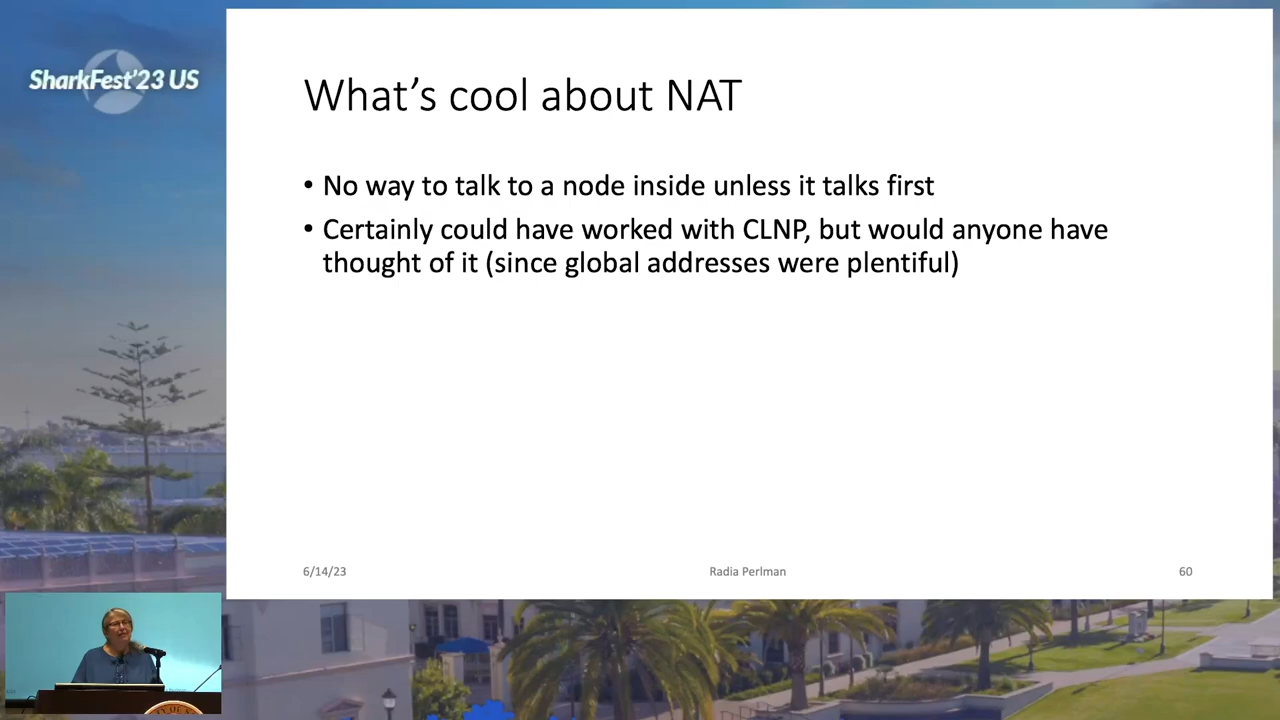 SharkFest'23 US
What's cool about NAT
• No way to talk to a node inside unless it talks first
• Certainly could have worked with CLNP, but would anyone have
thought of it (since global addresses were plentiful)
6/14/23
Radia Perlman
60